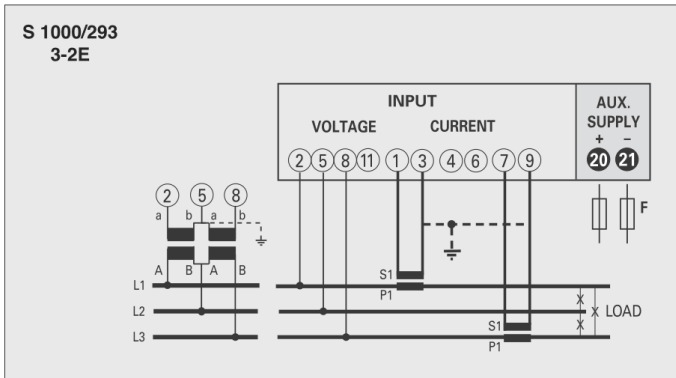 S 1000/293
3-2E
INPUT
AUX.
SUPPLY
VOLTAGE CURRENT
+ −
2 5 8 11 1 3 4 6 7 9 20 21
2 5 8
a b a b
F
A B A B
S1
P1
L1
L2
L3
X
X LOAD
X
S1
P1